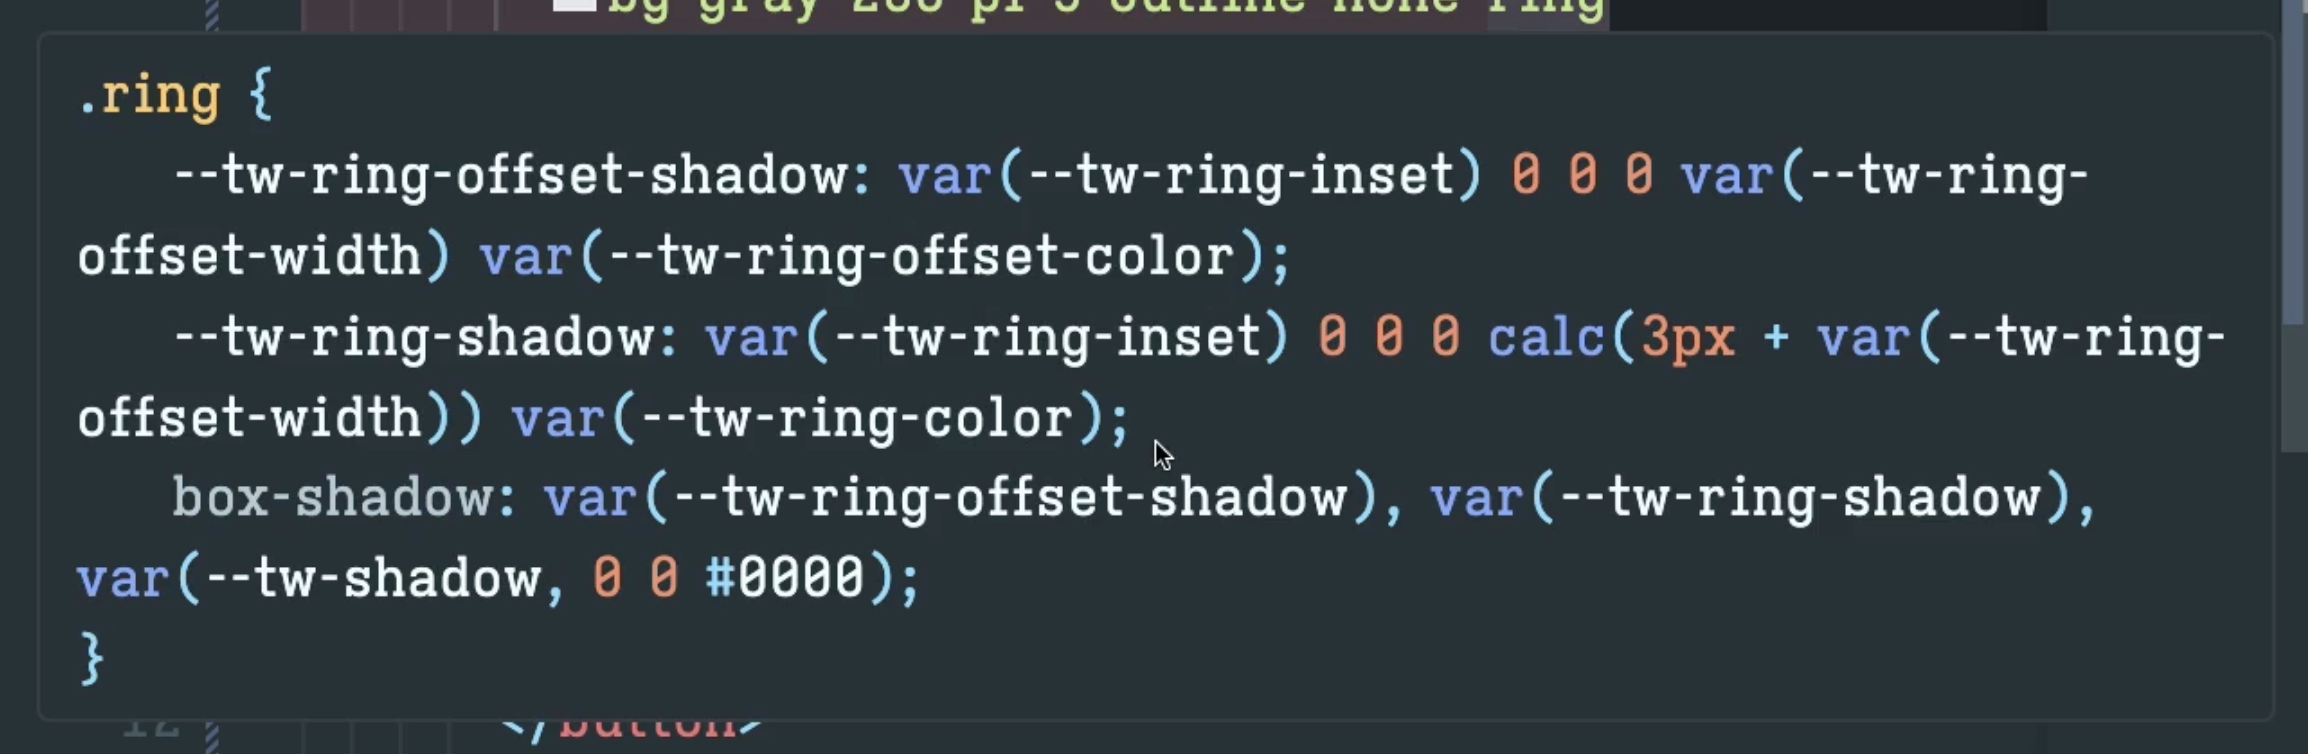 bg-gray-200 pr-3 outline-none ring
.ring {
--tw-ring-offset-shadow: var(--tw-ring-inset) 0 0 0 var(--tw-ring-
offset-width) var(--tw-ring-offset-color);
--tw-ring-shadow: var(--tw-ring-inset) 0 0 0 calc(3px + var(--tw-ring-
offset-width)) var(--tw-ring-color);
box-shadow: var(--tw-ring-offset-shadow), var(--tw-ring-shadow),
var(--tw-shadow, 0 0 #0000);
}
12 </button>